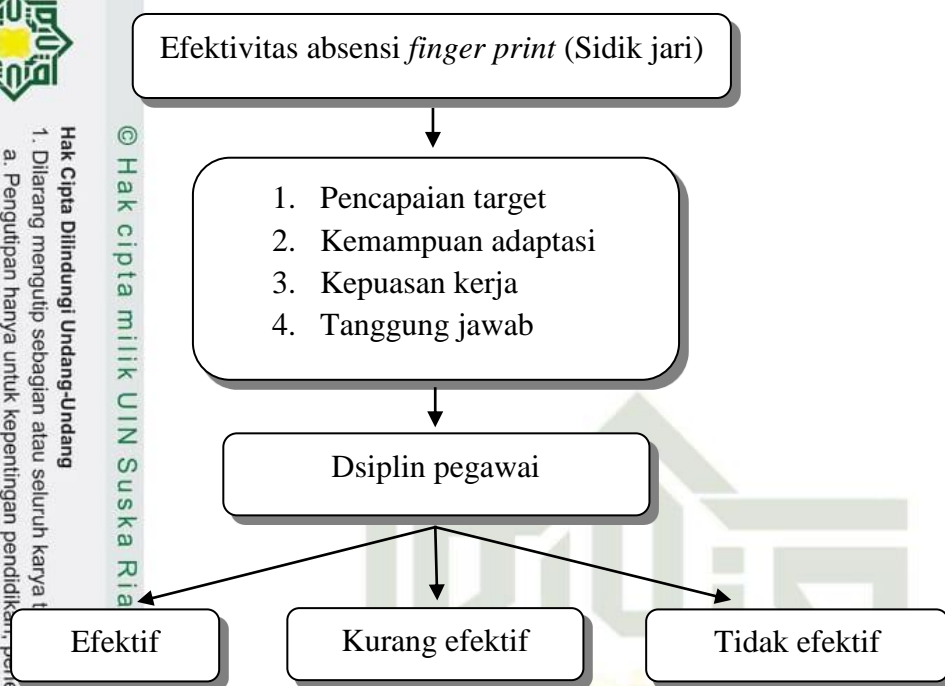 Efektivitas absensi finger print (Sidik jari)
1. Pencapaian target
2. Kemampuan adaptasi
3. Kepuasan kerja
4. Tanggung jawab
Dsiplin pegawai
Efektif
Kurang efektif
Tidak efektif
© Hak cipta milik UIN Suska Ria
Hak Cipta Dilindungi Undang-Undang
1. Dilarang mengutip sebagian atau seluruh karya t
a. Pengutipan hanya untuk kepentingan pendidikan, pene